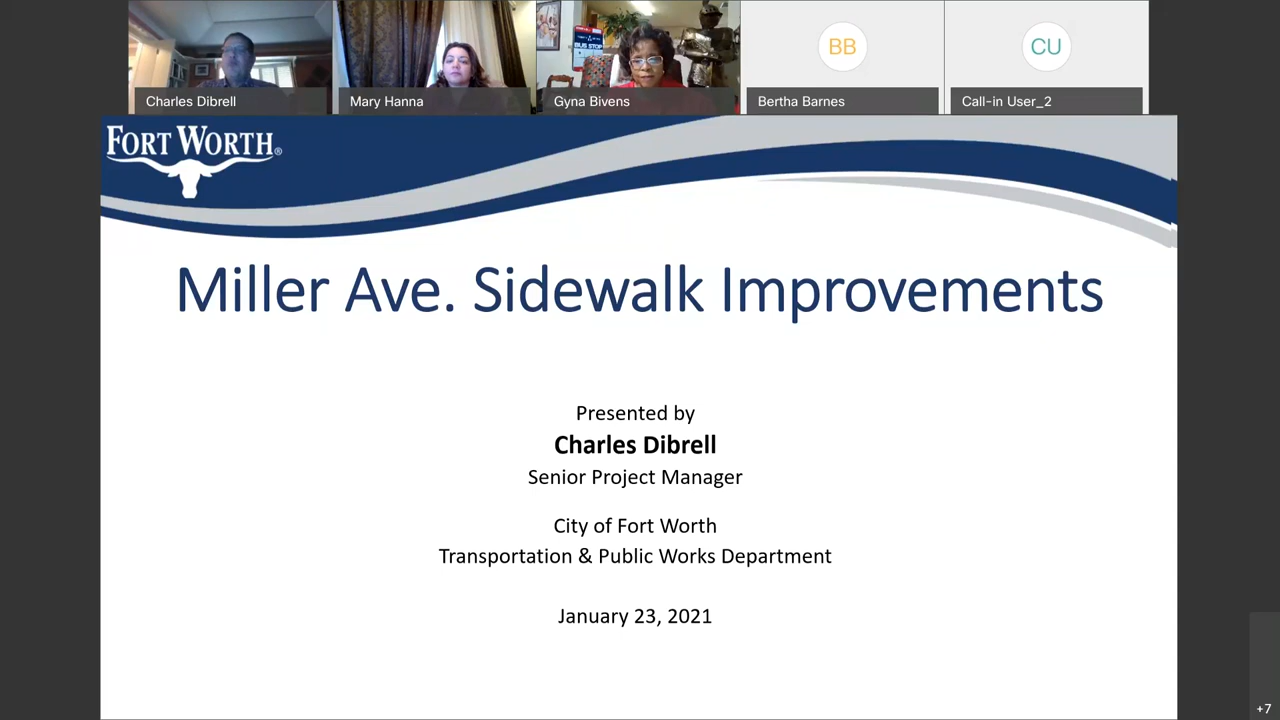 BB
CU
BUS STOP
Charles Dibrell
Mary Hanna
Gyna Bivens
Bertha Barnes
Call-in User_2
FORT WORTH®
Miller Ave. Sidewalk Improvements
Presented by
Charles Dibrell
Senior Project Manager
City of Fort Worth
Transportation & Public Works Department
January 23, 2021
+7